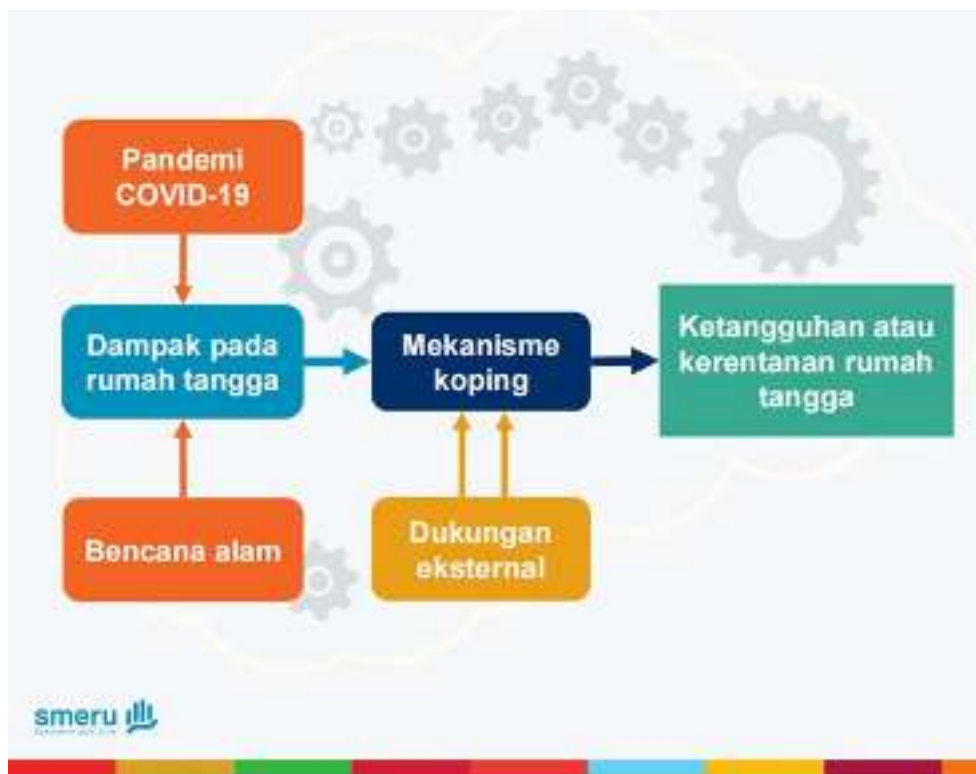 Pandemi
COVID-19
Dampak pada
rumah tangga
Mekanisme
koping
Ketangguhan atau
kerentanan rumah
tangga
Bencana alam
Dukungan
eksternal
smeru